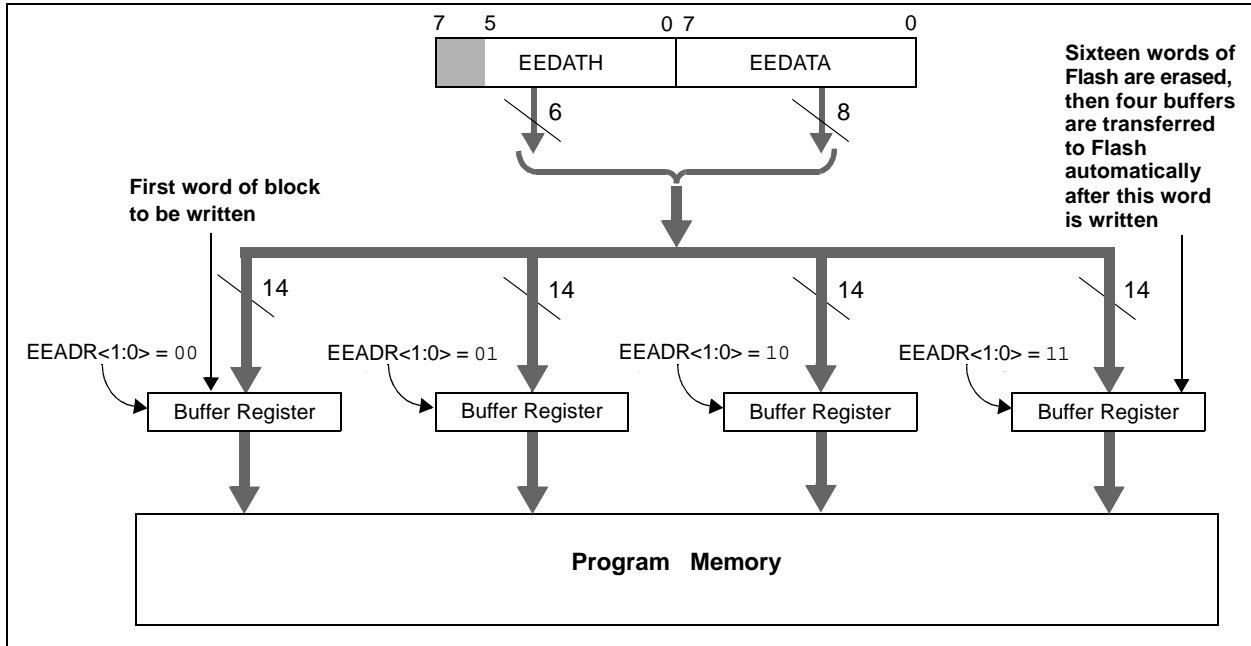 7 5 0 7 0
EEDATH EEDATA
6 8
Sixteen words of
Flash are erased,
then four buffers
are transferred
to Flash
automatically
after this word
is written
First word of block
to be written
14 14 14 14
EEADR<1:0> = 00 EEADR<1:0> = 01 EEADR<1:0> = 10 EEADR<1:0> = 11
Buffer Register Buffer Register Buffer Register Buffer Register
Program Memory